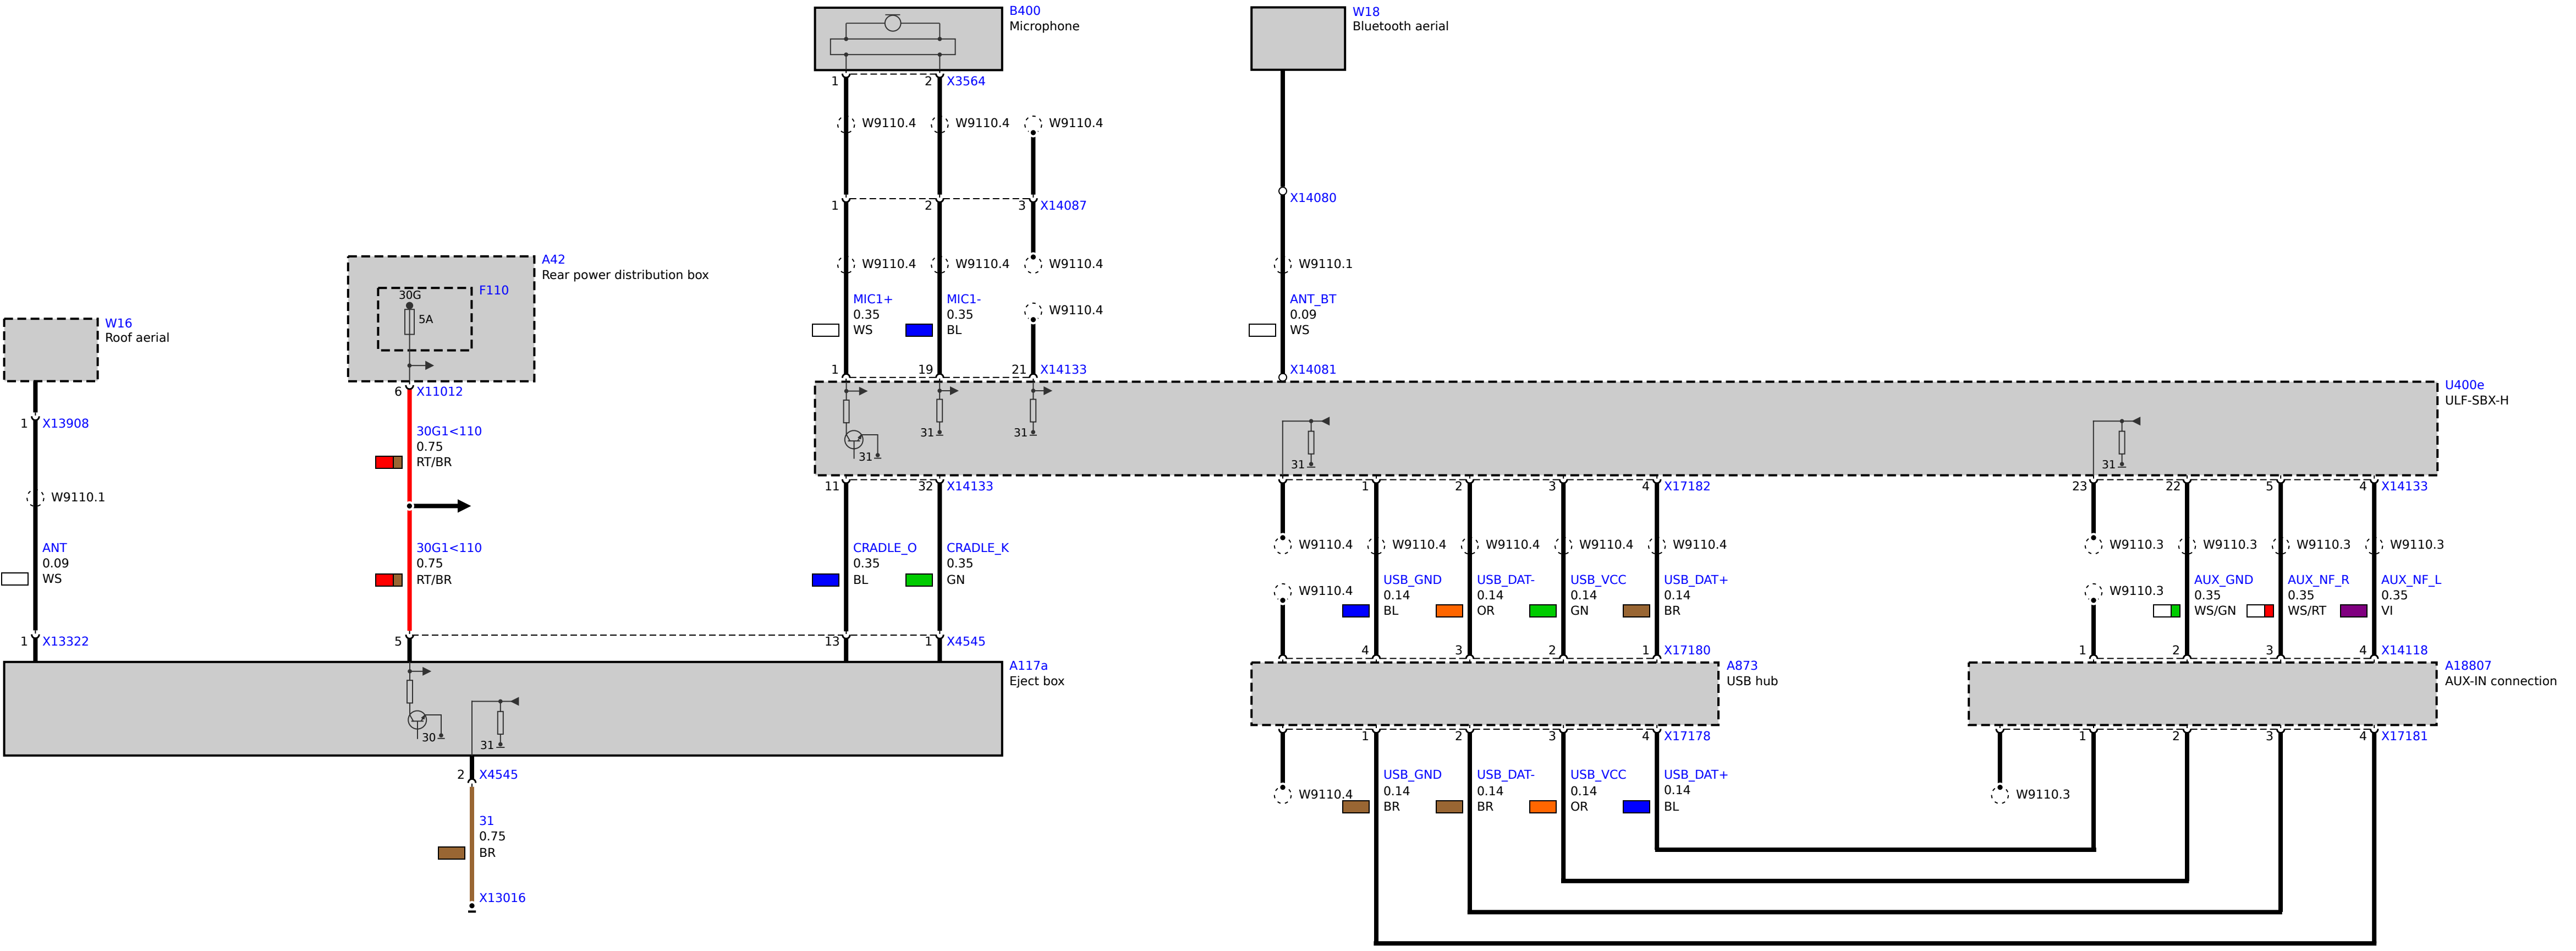 B400
Microphone
W18
Bluetooth aerial
1
2
X3564
W9110.4
W9110.4
W9110.4
X14080
1
2
3
X14087
A42
Rear power distribution box
W9110.4
W9110.4
W9110.4
W9110.1
F110
30G
5A
MIC1+
0.35
WS
MIC1-
0.35
BL
W9110.4
ANT_BT
0.09
WS
W16
Roof aerial
1
19
21
X14133
X14081
6
X11012
U400e
ULF-SBX-H
1
X13908
30G1<110
0.75
RT/BR
31
31
31
31
31
11
32
X14133
1
2
3
4
X17182
23
22
5
4
X14133
W9110.1
W9110.4
W9110.4
W9110.4
W9110.4
W9110.4
W9110.3
W9110.3
W9110.3
W9110.3
ANT
0.09
WS
30G1<110
0.75
RT/BR
CRADLE_O
0.35
BL
CRADLE_K
0.35
GN
W9110.4
USB_GND
0.14
BL
USB_DAT-
0.14
OR
USB_VCC
0.14
GN
USB_DAT+
0.14
BR
W9110.3
AUX_GND
0.35
WS/GN
AUX_NF_R
0.35
WS/RT
AUX_NF_L
0.35
VI
1
X13322
5
13
1
X4545
4
3
2
1
X17180
1
2
3
4
X14118
A117a
Eject box
A873
USB hub
A18807
AUX-IN connection
30
31
1
2
3
4
X17178
1
2
3
4
X17181
2
X4545
W9110.4
USB_GND
0.14
BR
USB_DAT-
0.14
BR
USB_VCC
0.14
OR
USB_DAT+
0.14
BL
W9110.3
31
0.75
BR
X13016